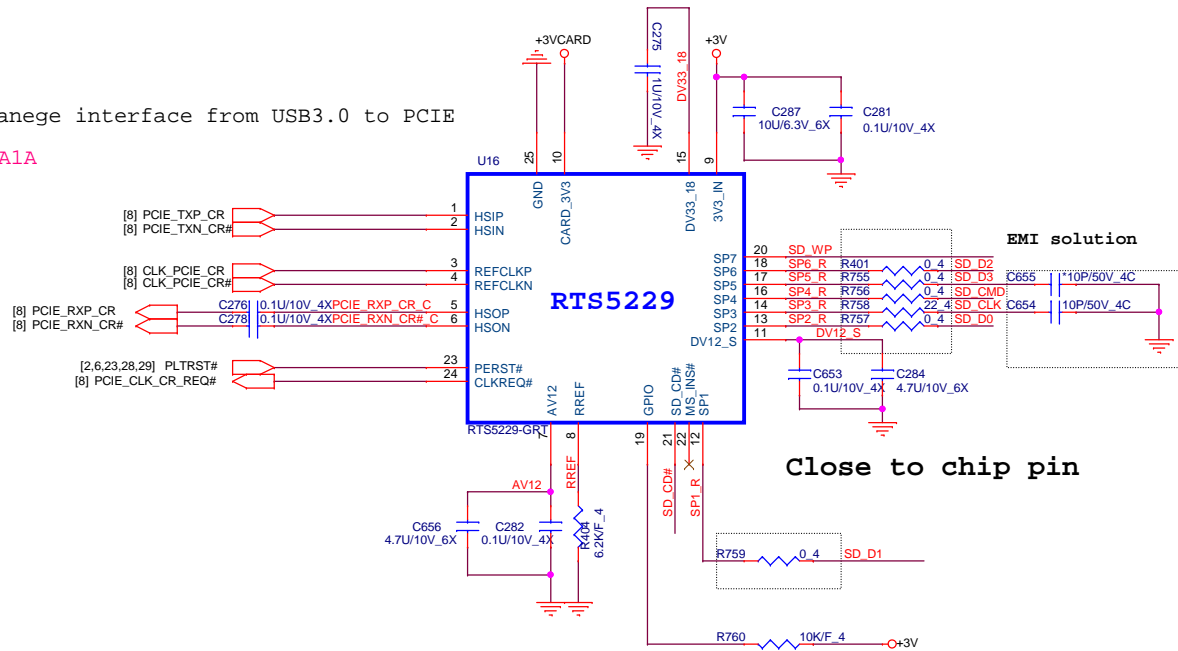 +3VCARD
C275
1U/10V_4X
DV33_18
+3V
anege interface from USB3.0 to PCIE
A1A
C287
10U/6.3V_6X
C281
0.1U/10V_4X
U16
25
10
15
9
GND
CARD_3V3
DV33_18
3V3_IN
[8] PCIE_TXP_CR
1
HSIP
[8] PCIE_TXN_CR#
2
HSIN
[8] CLK_PCIE_CR
3
REFCLKP
[8] CLK_PCIE_CR#
4
REFCLKN
[8] PCIE_RXP_CR
C276
0.1U/10V_4X
PCIE_RXP_CR_C
5
HSOP
[8] PCIE_RXN_CR#
C278
0.1U/10V_4X
PCIE_RXN_CR#_C
6
HSON
[2,6,23,28,29] PLTRST#
23
PERST#
[8] PCIE_CLK_CR_REQ#
24
CLKREQ#
RTS5229
EMI solution
SP7
20
SD_WP
SP6
18
SP6_R
R401
0_4
SD_D2
SP5
17
SP5_R
R755
0_4
SD_D3
C655
*10P/50V_4C
SP4
16
SP4_R
R756
0_4
SD_CMD
SP3
14
SP3_R
R758
22_4
SD_CLK
C654
10P/50V_4C
SP2
13
SP2_R
R757
0_4
SD_D0
DV12_S
11
DV12_S
C653
0.1U/10V_4X
C284
4.7U/10V_6X
AV12
RREF
GPIO
SD_CD#
MS_INS#
SP1
RTS5229-GRT
7
8
19
21
22
12
Close to chip pin
AV12
RREF
SD_CD#
SP1_R
C656
4.7U/10V_6X
C282
0.1U/10V_4X
R404
6.2K/F_4
R759
0_4
SD_D1
R760
10K/F_4
+3V